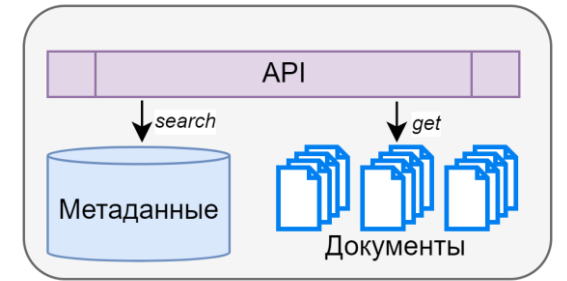 API
search
get
Метаданные
Документы